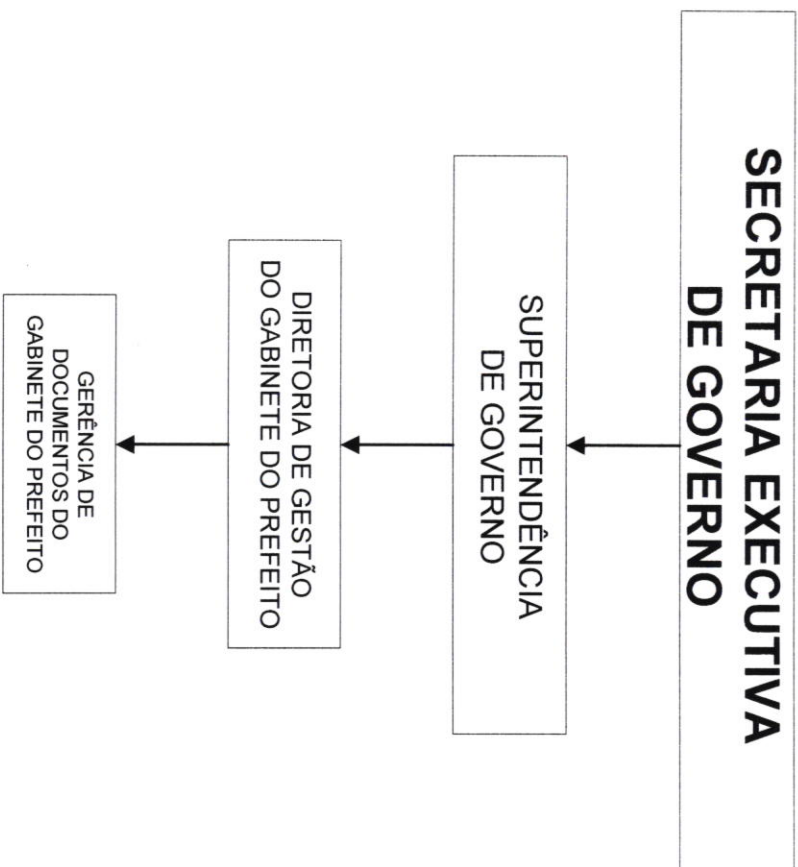 SECRETARIA EXECUTIVA
DE GOVERNO
SUPERINTENDÊNCIA
DE GOVERNO
DIRETORIA DE GESTÃO
DO GABINETE DO PREFEITO
GERÊNCIA DE
DOCUMENTOS DO
GABINETE DO PREFEITO